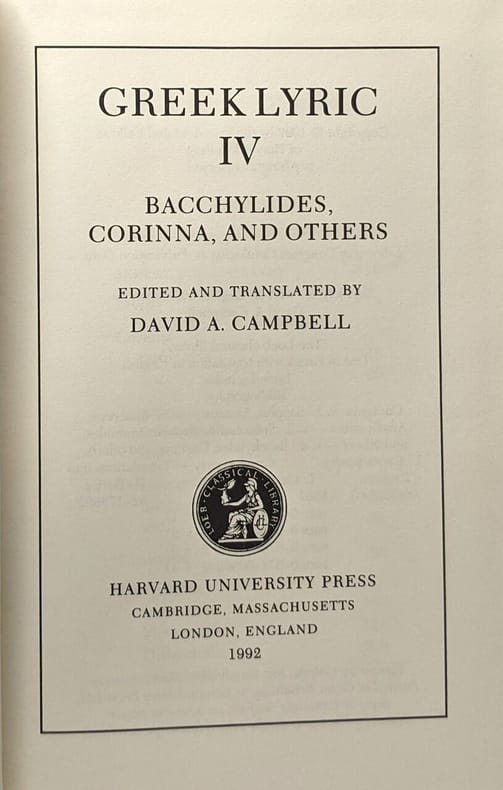 GREEK LYRIC
IV
BACCHYLIDES,
CORINNA, AND OTHERS
EDITED AND TRANSLATED BY
DAVID A. CAMPBELL
LOEB · CLASSICAL · LIBRARY
HARVARD UNIVERSITY PRESS
CAMBRIDGE, MASSACHUSETTS
LONDON, ENGLAND
1992